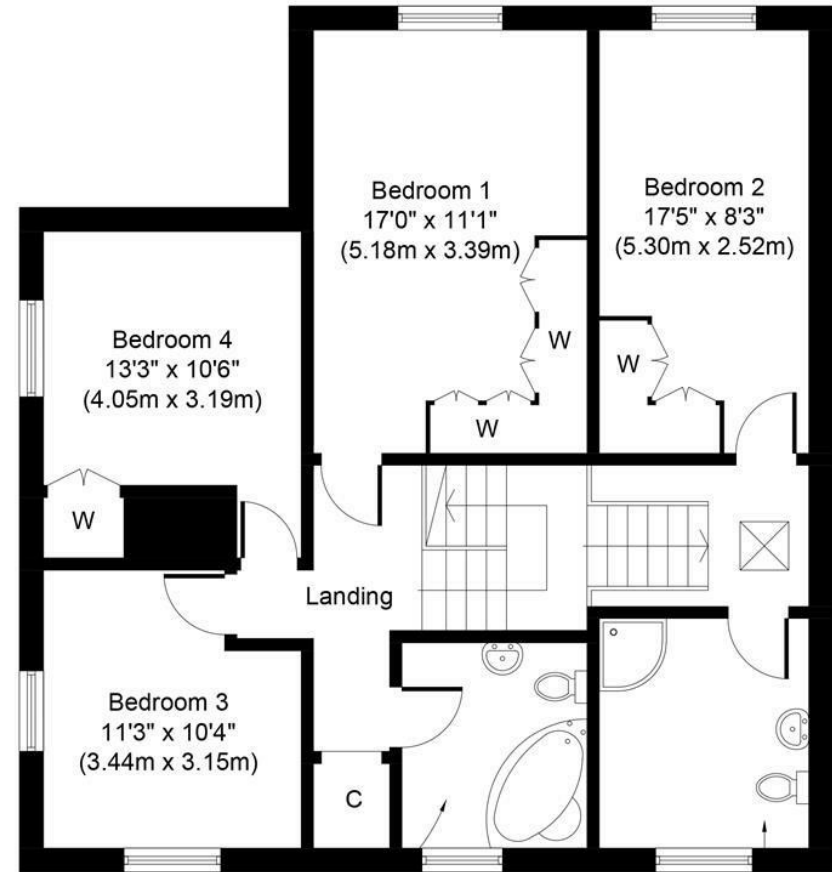 Bedroom 1
17'0" x 11'1"
(5.18m x 3.39m)
W
W
Bedroom 2
17'5" x 8'3"
(5.30m x 2.52m)
W
Bedroom 4
13'3" x 10'6"
(4.05m x 3.19m)
W
Landing
Bedroom 3
11'3" x 10'4"
(3.44m x 3.15m)
C